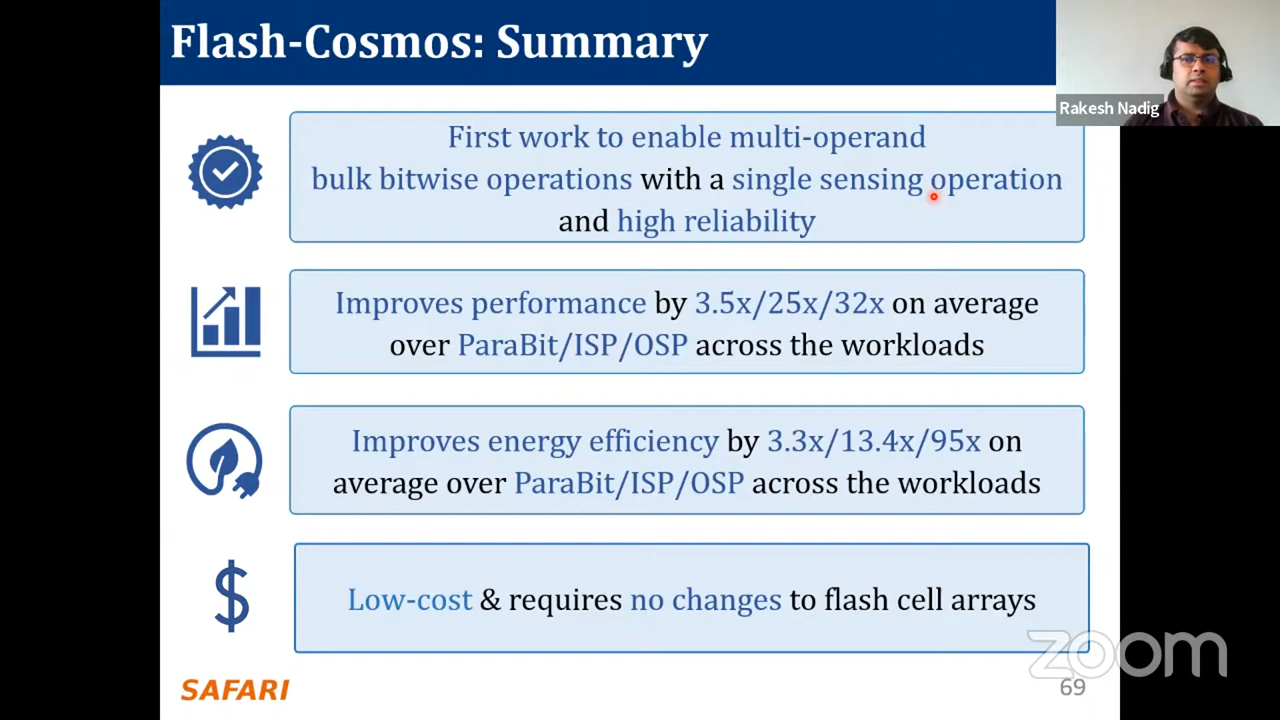 Flash-Cosmos: Summary
Rakesh Nadig
First work to enable multi-operand
bulk bitwise operations with a single sensing operation
and high reliability
Improves performance by 3.5x/25x/32x on average
over ParaBit/ISP/OSP across the workloads
Improves energy efficiency by 3.3x/13.4x/95x on
average over ParaBit/ISP/OSP across the workloads
$
Low-cost & requires no changes to flash cell arrays
zoom
SAFARI
69